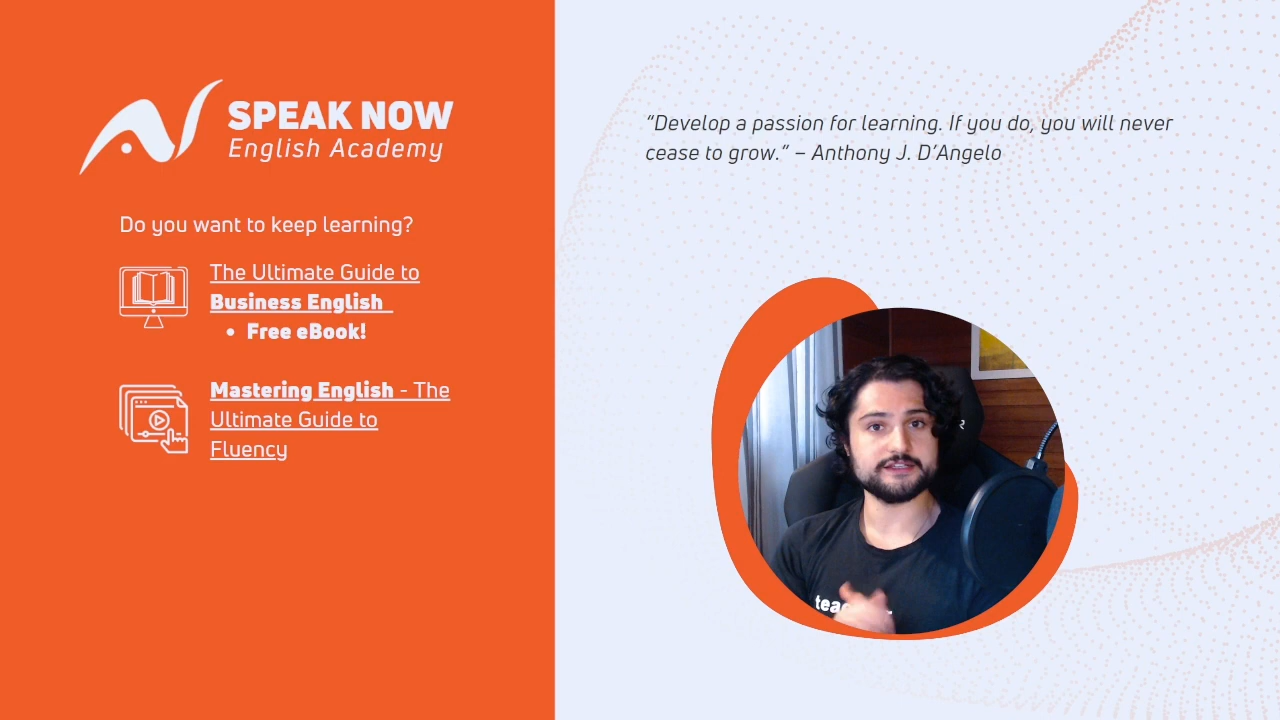 SPEAK NOW
English Academy
Do you want to keep learning?
The Ultimate Guide to
Business English
• Free eBook!
Mastering English - The
Ultimate Guide to
Fluency
“Develop a passion for learning. If you do, you will never
cease to grow.” – Anthony J. D’Angelo